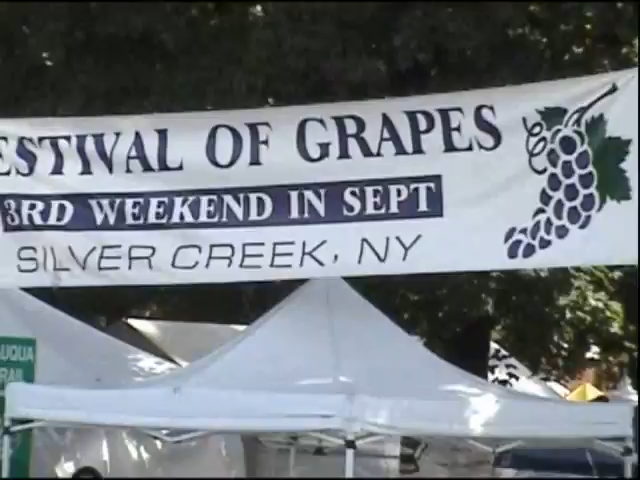 ESTIVAL OF GRAPES
3RD WEEKEND IN SEPT
SILVER CREEK, NY